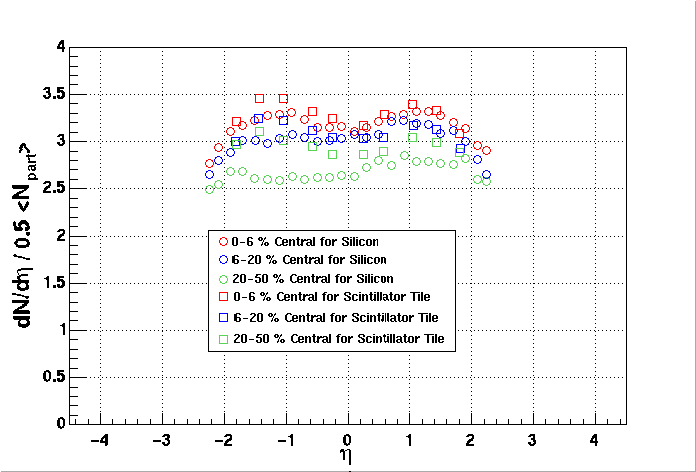 4
3.5
3
2.5
2
1.5
1
0.5
0
dN/dη / 0.5 <N part>
0-6 % Central for Silicon
6-20 % Central for Silicon
20-50 % Central for Silicon
0-6 % Central for Scintillator Tile
6-20 % Central for Scintillator Tile
20-50 % Central for Scintillator Tile
-4 -3 -2 -1 0 1 2 3 4
η